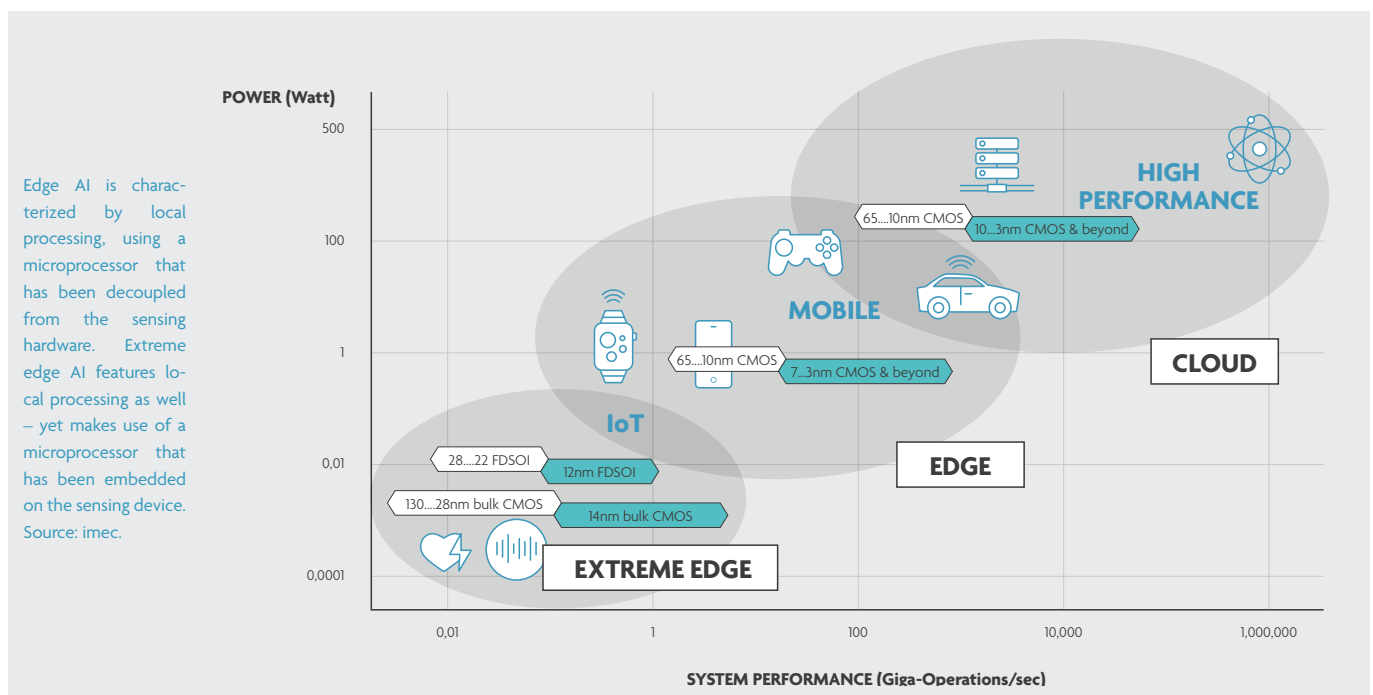 Edge AI is charac-
terized by local
processing, using a
microprocessor that
has been decoupled
from the sensing
hardware. Extreme
edge AI features lo-
cal processing as well
– yet makes use of a
microprocessor that
has been embedded
on the sensing device.
Source: imec.
POWER (Watt)
500
100
1
0,01
0,0001
HIGH
PERFORMANCE
65....10nm CMOS
10...3nm CMOS & beyond
MOBILE
CLOUD
65....10nm CMOS
7...3nm CMOS & beyond
IoT
EDGE
28....22 FDSOI
12nm FDSOI
130....28nm bulk CMOS
14nm bulk CMOS
EXTREME EDGE
0,01
1
100
10,000
1,000,000
SYSTEM PERFORMANCE (Giga-Operations/sec)